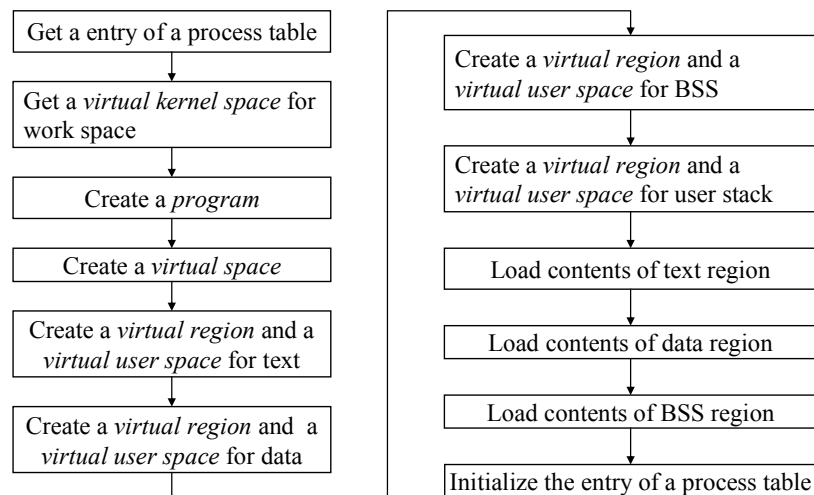 Get a entry of a process table
Get a virtual kernel space for
work space
Create a program
Create a virtual space
Create a virtual region and a
virtual user space for text
Create a virtual region and a
virtual user space for data
Create a virtual region and a
virtual user space for BSS
Create a virtual region and a
virtual user space for user stack
Load contents of text region
Load contents of data region
Load contents of BSS region
Initialize the entry of a process table